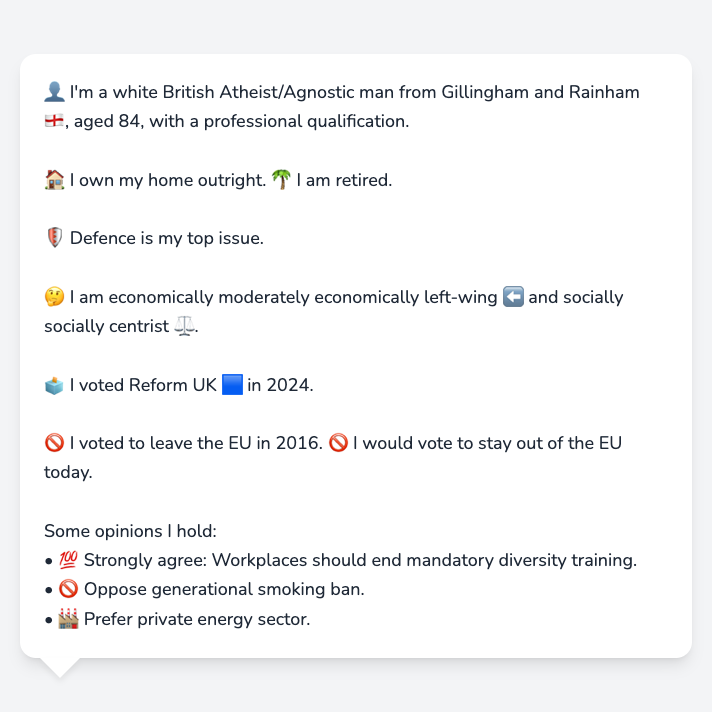 👤 I'm a white British Atheist/Agnostic man from Gillingham and Rainham
🏴󠁧󠁢󠁥󠁮󠁧󠁿, aged 84, with a professional qualification.
🏠 I own my home outright. 🌴 I am retired.
🛡️ Defence is my top issue.
🤔 I am economically moderately economically left-wing ⬅️ and socially
socially centrist ⚖️.
🗳️ I voted Reform UK 🟦 in 2024.
🚫 I voted to leave the EU in 2016. 🚫 I would vote to stay out of the EU
today.
Some opinions I hold:
• 💯 Strongly agree: Workplaces should end mandatory diversity training.
• 🚫 Oppose generational smoking ban.
• 🏭 Prefer private energy sector.